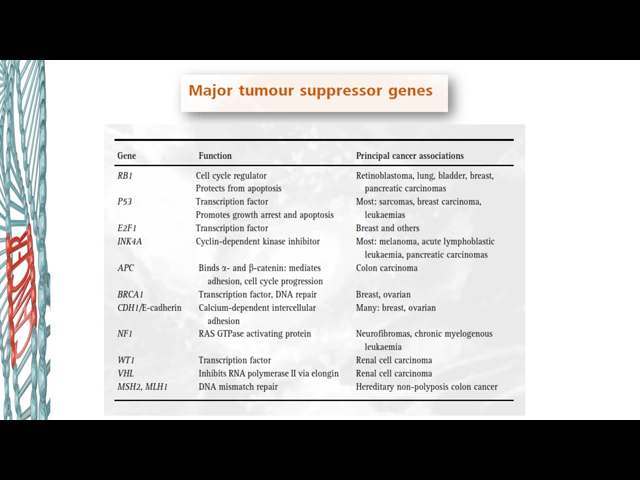 Major tumour suppressor genes
Gene Function Principal cancer associations
RB1 Cell cycle regulator Retinoblastoma, lung, bladder, breast,
Protects from apoptosis pancreatic carcinomas
P53 Transcription factor Most: sarcomas, breast carcinoma,
Promotes growth arrest and apoptosis leukaemias
E2F1 Transcription factor Breast and others
INK4A Cyclin-dependent kinase inhibitor Most: melanoma, acute lymphoblastic
leukaemia, pancreatic carcinomas
APC Binds α- and β-catenin: mediates Colon carcinoma
adhesion, cell cycle progression
BRCA1 Transcription factor, DNA repair Breast, ovarian
CDH1/E-cadherin Calcium-dependent intercellular Many: breast, ovarian
adhesion
NF1 RAS GTPase activating protein Neurofibromas, chronic myelogenous
leukaemia
WT1 Transcription factor Renal cell carcinoma
VHL Inhibits RNA polymerase II via elongin Renal cell carcinoma
MSH2, MLH1 DNA mismatch repair Hereditary non-polyposis colon cancer
CANCER